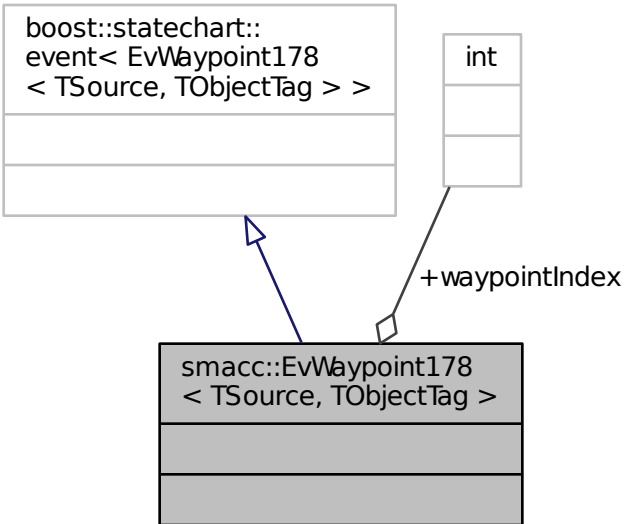 boost::statechart::
event< EvWaypoint178
< TSource, TObjectTag > >
int
+waypointIndex
smacc::EvWaypoint178
< TSource, TObjectTag >